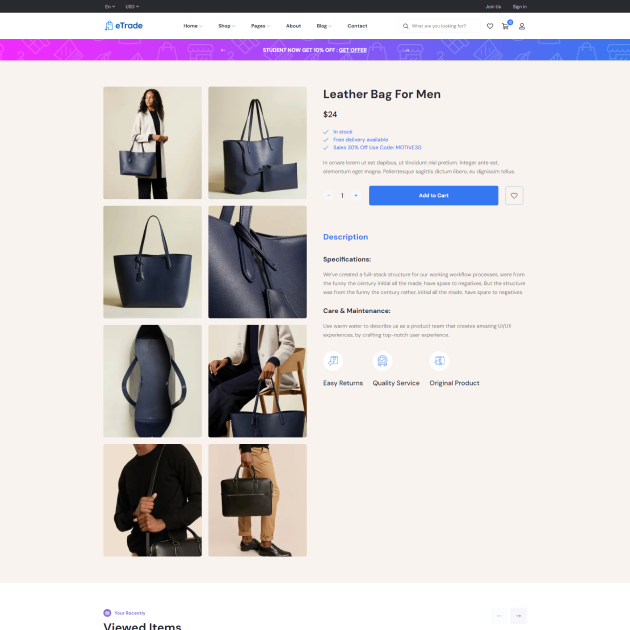 En USD Join Us Sign In
eTrade Home Shop Pages About Blog Contact What are you looking for? 0
STUDENT NOW GET 10% OFF : GET OFFER
Leather Bag For Men
$24
In stock
Free delivery available
Sales 30% Off Use Code: MOTIVE30
In ornare lorem ut est dapibus, ut tincidunt nisi pretium. Integer ante est,
elementum eget magna. Pellentesque sagittis dictum libero, eu dignissim tellus.
- 1 + Add to Cart
Description
Specifications:
We've created a full-stack structure for our working workflow processes, were from
the funny the century initial all the made, have spare to negatives. But the structure
was from the funny the century rather, initial all the made, have spare to negatives.
Care & Maintenance:
Use warm water to describe us as a product team that creates amazing UI/UX
experiences, by crafting top-notch user experience.
Easy Returns Quality Service Original Product
Your Recently
Viewed Items